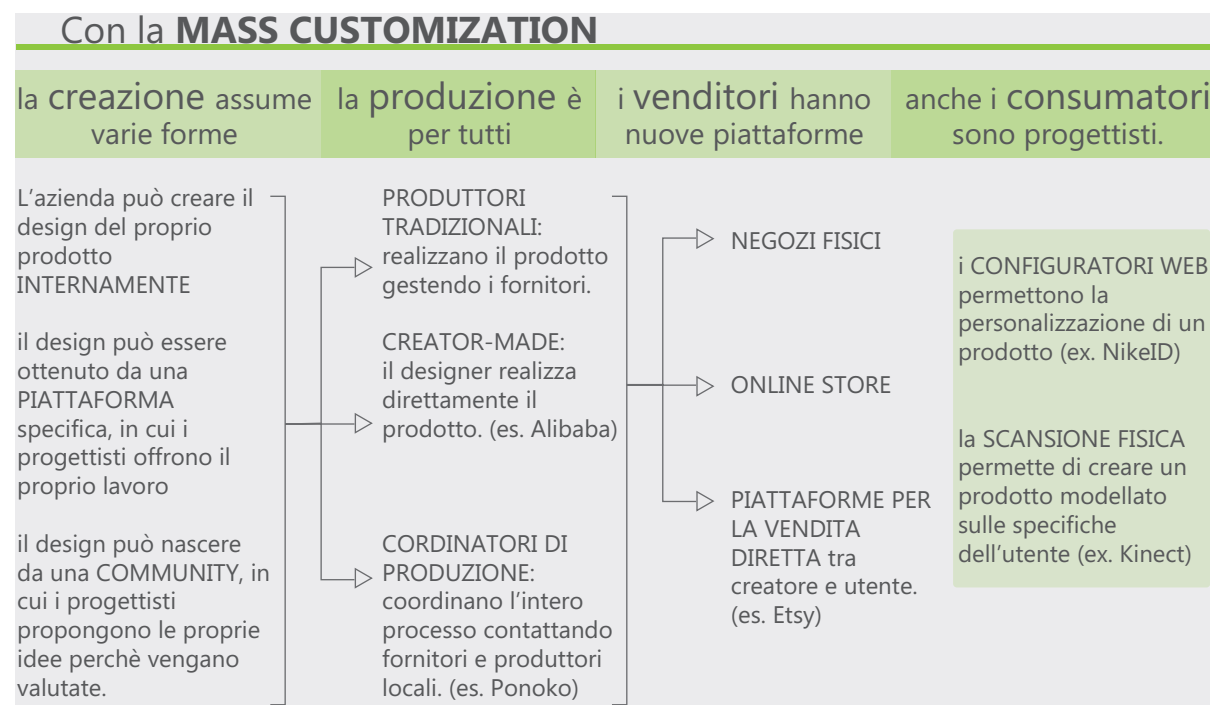 Con la MASS CUSTOMIZATION
la creazione assume
varie forme
la produzione è
per tutti
i venditori hanno
nuove piattaforme
anche i consumatori
sono progettisti.
L'azienda può creare il
design del proprio
prodotto
INTERNAMENTE
il design può essere
ottenuto da una
PIATTAFORMA
specifica, in cui i
progettisti offrono il
proprio lavoro
il design può nascere
da una COMMUNITY, in
cui i progettisti
propongono le proprie
idee perchè vengano
valutate.
PRODUTTORI
TRADIZIONALI:
realizzano il prodotto
gestendo i fornitori.
CREATOR-MADE:
il designer realizza
direttamente il
prodotto. (es. Alibaba)
CORDINATORI DI
PRODUZIONE:
coordinano l'intero
processo contattando
fornitori e produttori
locali. (es. Ponoko)
NEGOZI FISICI
ONLINE STORE
PIATTAFORME PER
LA VENDITA
DIRETTA tra
creatore e utente.
(es. Etsy)
i CONFIGURATORI WEB
permettono la
personalizzazione di un
prodotto (ex. NikeID)
la SCANSIONE FISICA
permette di creare un
prodotto modellato
sulle specifiche
dell'utente (ex. Kinect)